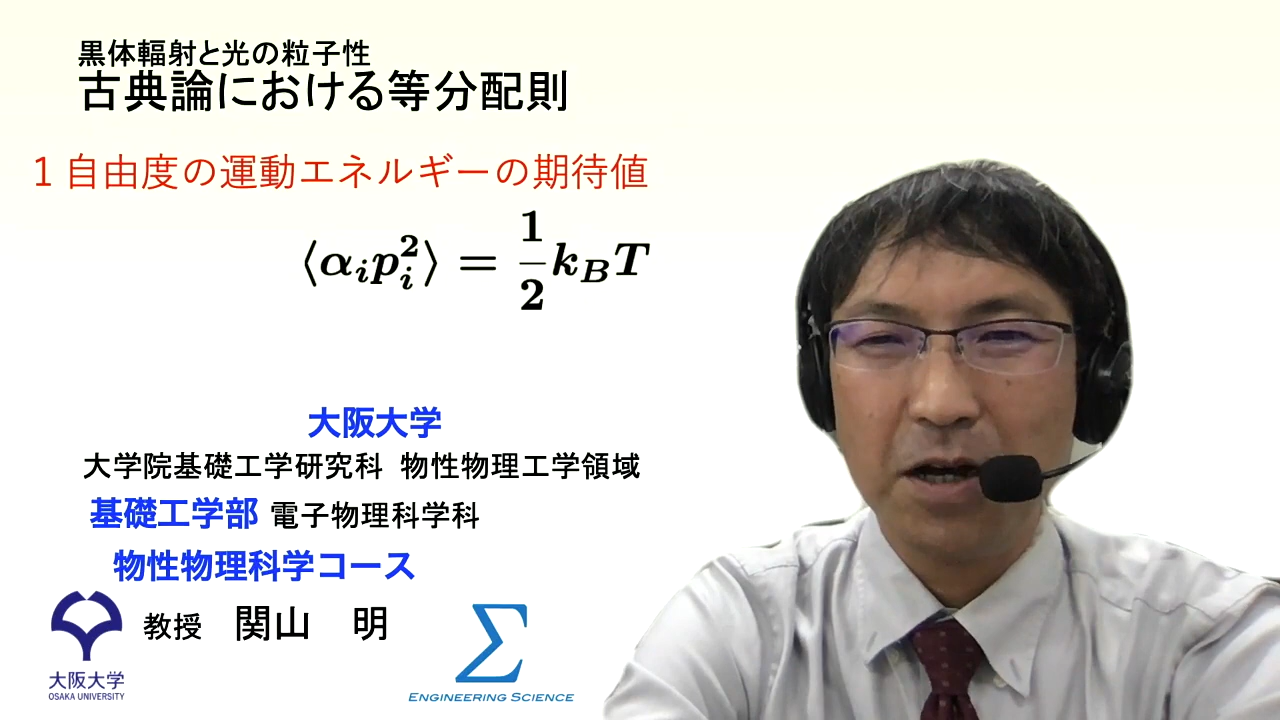 黒体輻射と光の粒子性
古典論における等分配則
1 自由度の運動エネルギーの期待値
⟨αᵢpᵢ²⟩ = 1/2 k_B T
大阪大学
大学院基礎工学研究科 物性物理工学領域
基礎工学部 電子物理科学科
物性物理科学コース
教授 関山 明
大阪大学
OSAKA UNIVERSITY
Σ
ENGINEERING SCIENCE